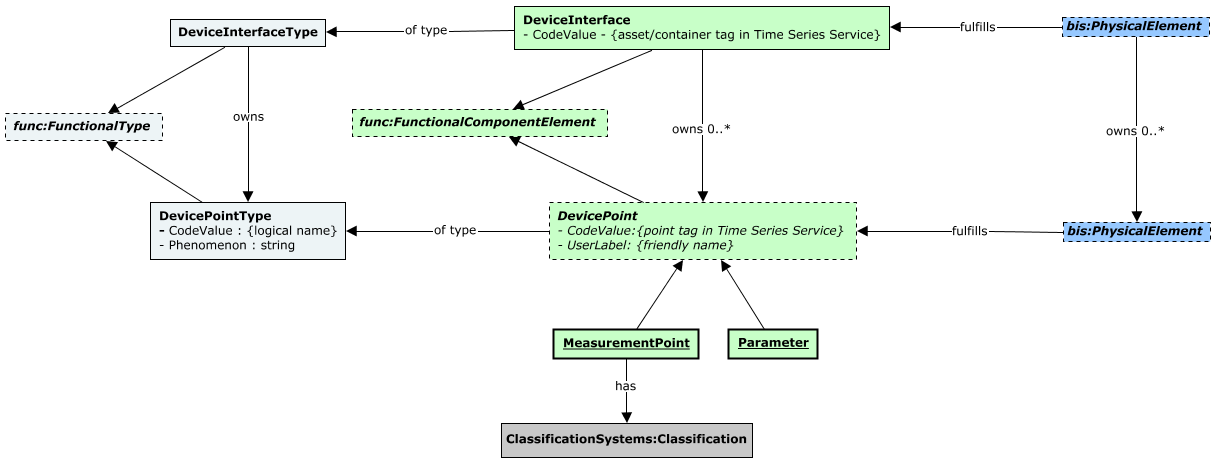 DeviceInterfaceType
of type
DeviceInterface
- CodeValue - {asset/container tag in Time Series Service}
fulfills
bis:PhysicalElement
func:FunctionalType
owns
func:FunctionalComponentElement
owns 0..*
owns 0..*
DevicePointType
- CodeValue : {logical name}
- Phenomenon : string
of type
DevicePoint
- CodeValue:{point tag in Time Series Service}
- UserLabel: {friendly name}
fulfills
bis:PhysicalElement
MeasurementPoint
Parameter
has
ClassificationSystems:Classification